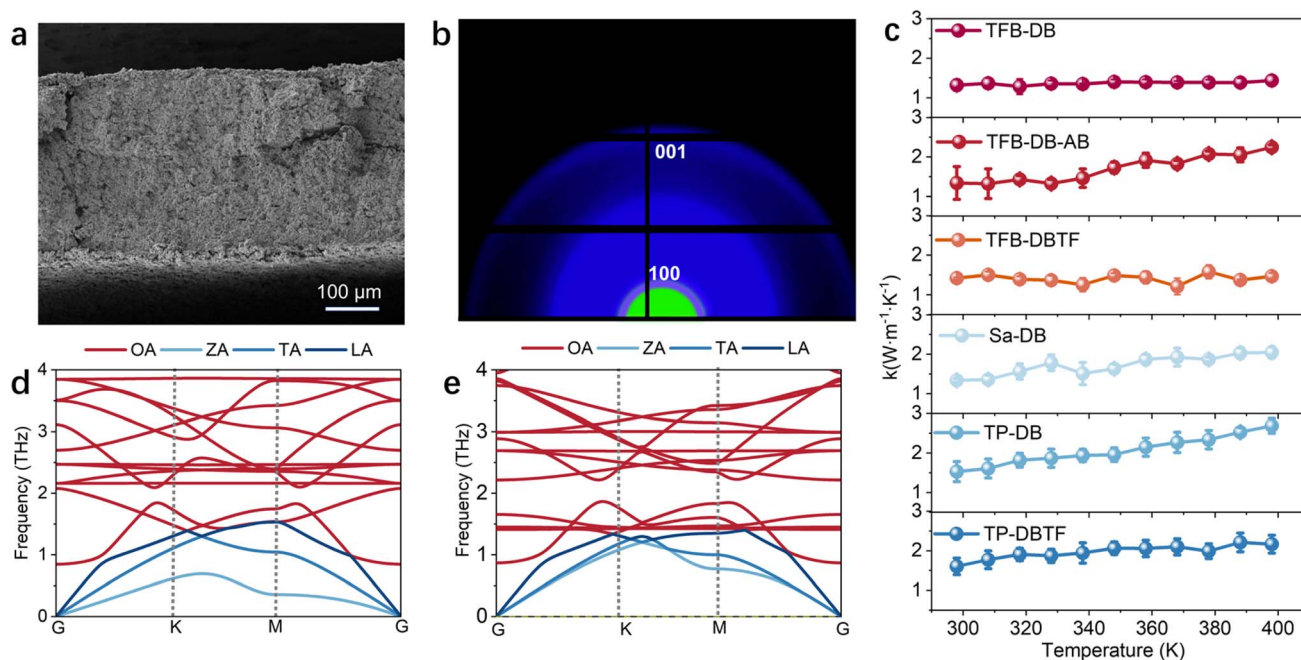 a
100 μm
b
001
100
c
TFB-DB
TFB-DB-AB
TFB-DBTF
Sa-DB
TP-DB
TP-DBTF
3
2
1
3
2
1
3
2
1
3
2
1
3
2
1
3
2
1
k(W·m⁻¹·K⁻¹)
300 320 340 360 380 400
Temperature (K)
d
OA ZA TA LA
4
3
2
1
0
Frequency (THz)
G K M G
e
OA ZA TA LA
4
3
2
1
0
Frequency (THz)
G K M G